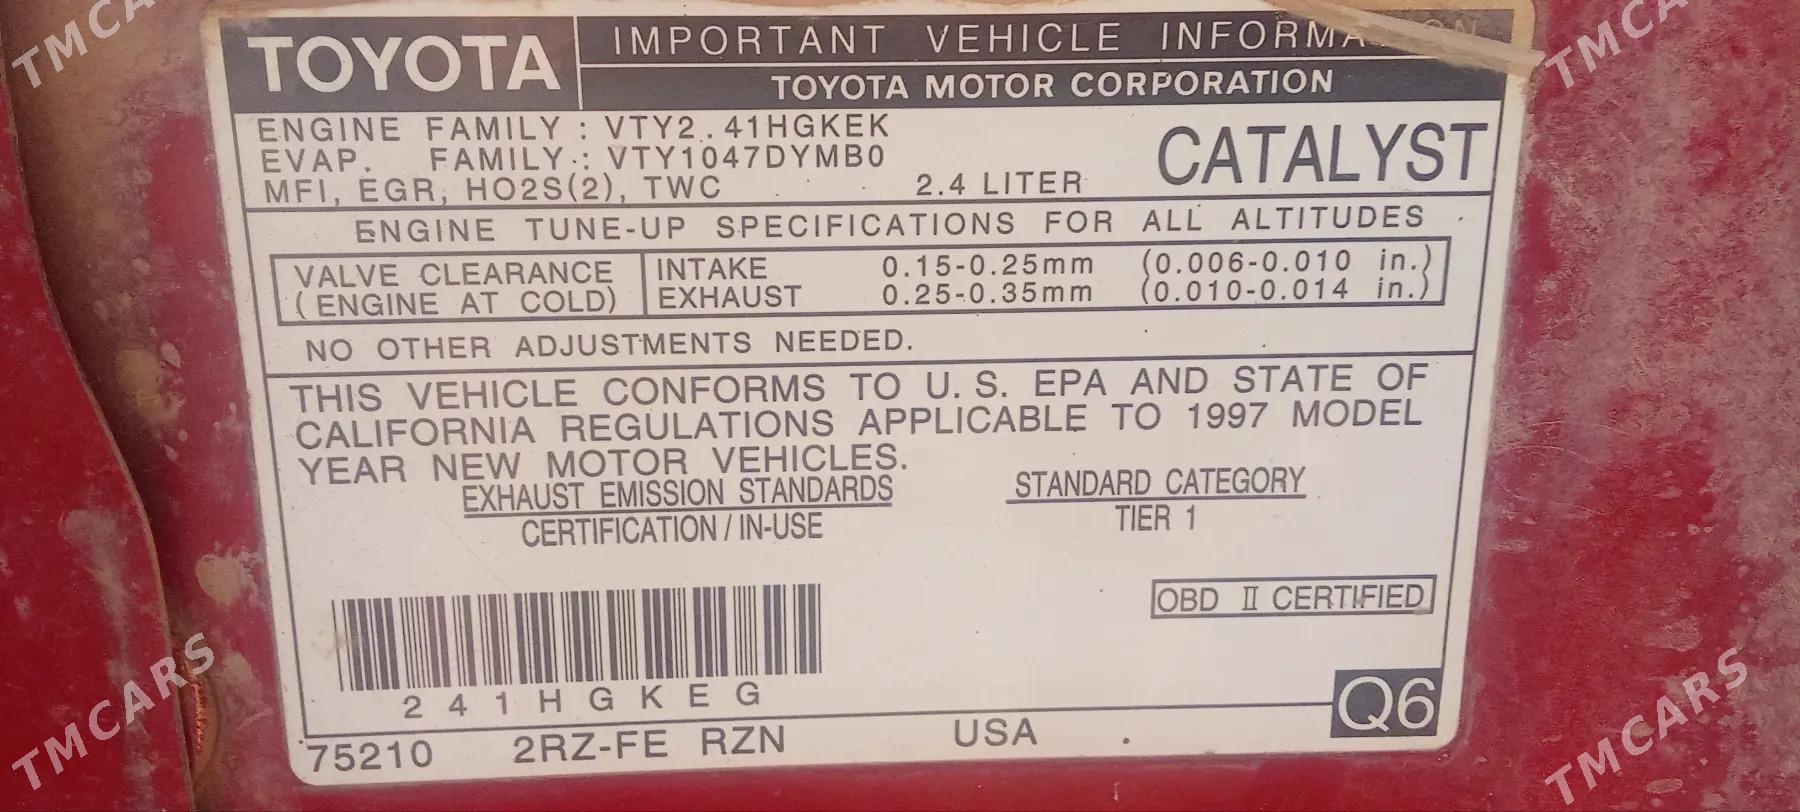 TOYOTA
IMPORTANT VEHICLE INFORMATION
TOYOTA MOTOR CORPORATION
ENGINE FAMILY : VTY2.41HGKEK
EVAP. FAMILY : VTY1047DYMB0
MFI, EGR, HO2S(2), TWC 2.4 LITER
CATALYST
ENGINE TUNE-UP SPECIFICATIONS FOR ALL ALTITUDES
VALVE CLEARANCE
(ENGINE AT COLD)
INTAKE 0.15-0.25mm (0.006-0.010 in.)
EXHAUST 0.25-0.35mm (0.010-0.014 in.)
NO OTHER ADJUSTMENTS NEEDED.
THIS VEHICLE CONFORMS TO U.S. EPA AND STATE OF
CALIFORNIA REGULATIONS APPLICABLE TO 1997 MODEL
YEAR NEW MOTOR VEHICLES.
EXHAUST EMISSION STANDARDS
STANDARD CATEGORY
CERTIFICATION / IN-USE
TIER 1
OBD II CERTIFIED
241HGKEG
Q6
75210 2RZ-FE RZN USA
TMCARS
TMCARS
TMCARS
TMCARS